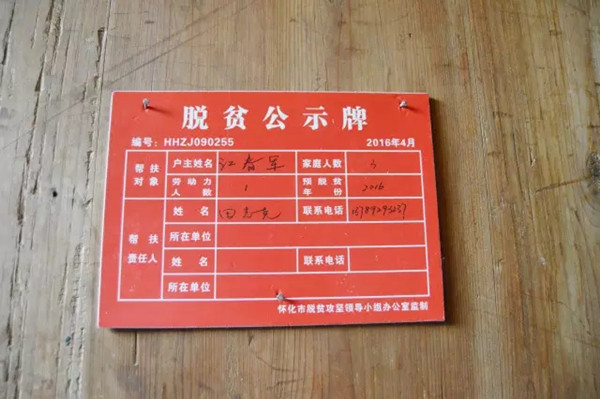 脱贫公示牌
编号：HHZJ090255 2016年4月
帮扶对象 户主姓名 江春军 家庭人数
劳动力人数 1 预脱贫年份 2016
帮扶责任人 姓名 田 联系电话
所在单位
姓名 联系电话
所在单位
怀化市脱贫攻坚领导小组办公室监制